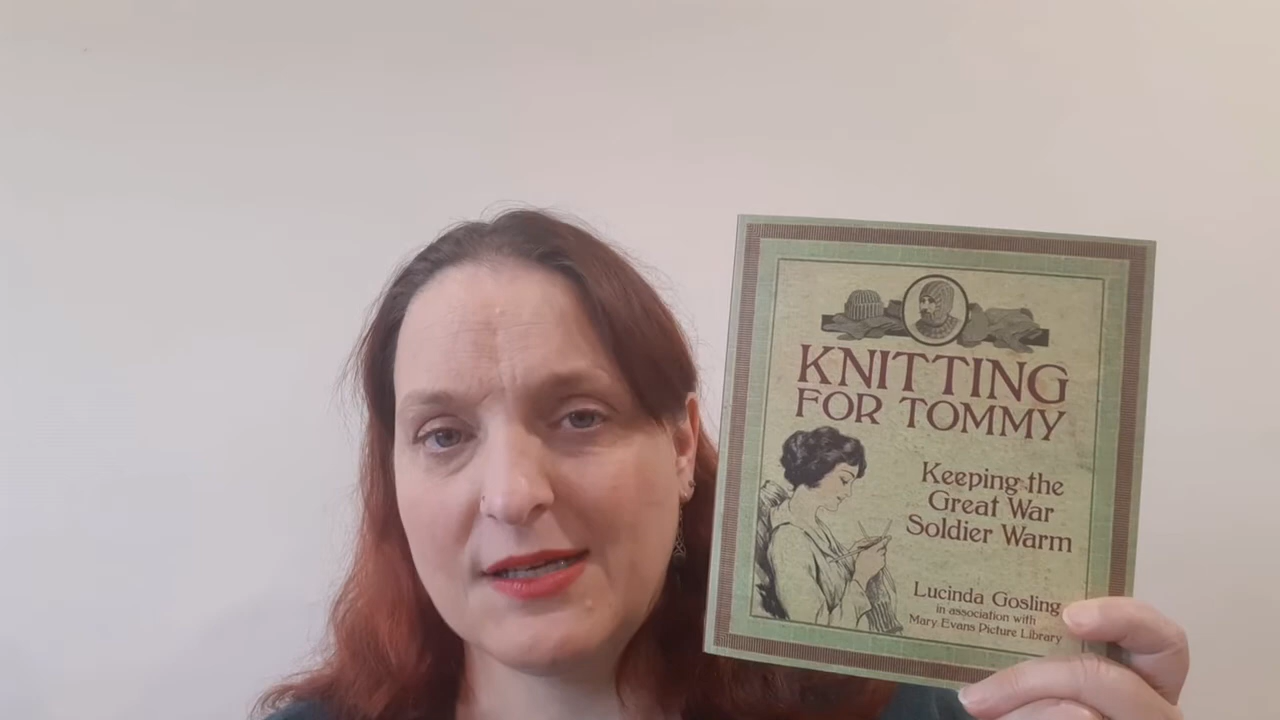 KNITTING
FOR TOMMY
Keeping the
Great War
Soldier Warm
Lucinda Gosling
in association with
Mary Evans Picture Library